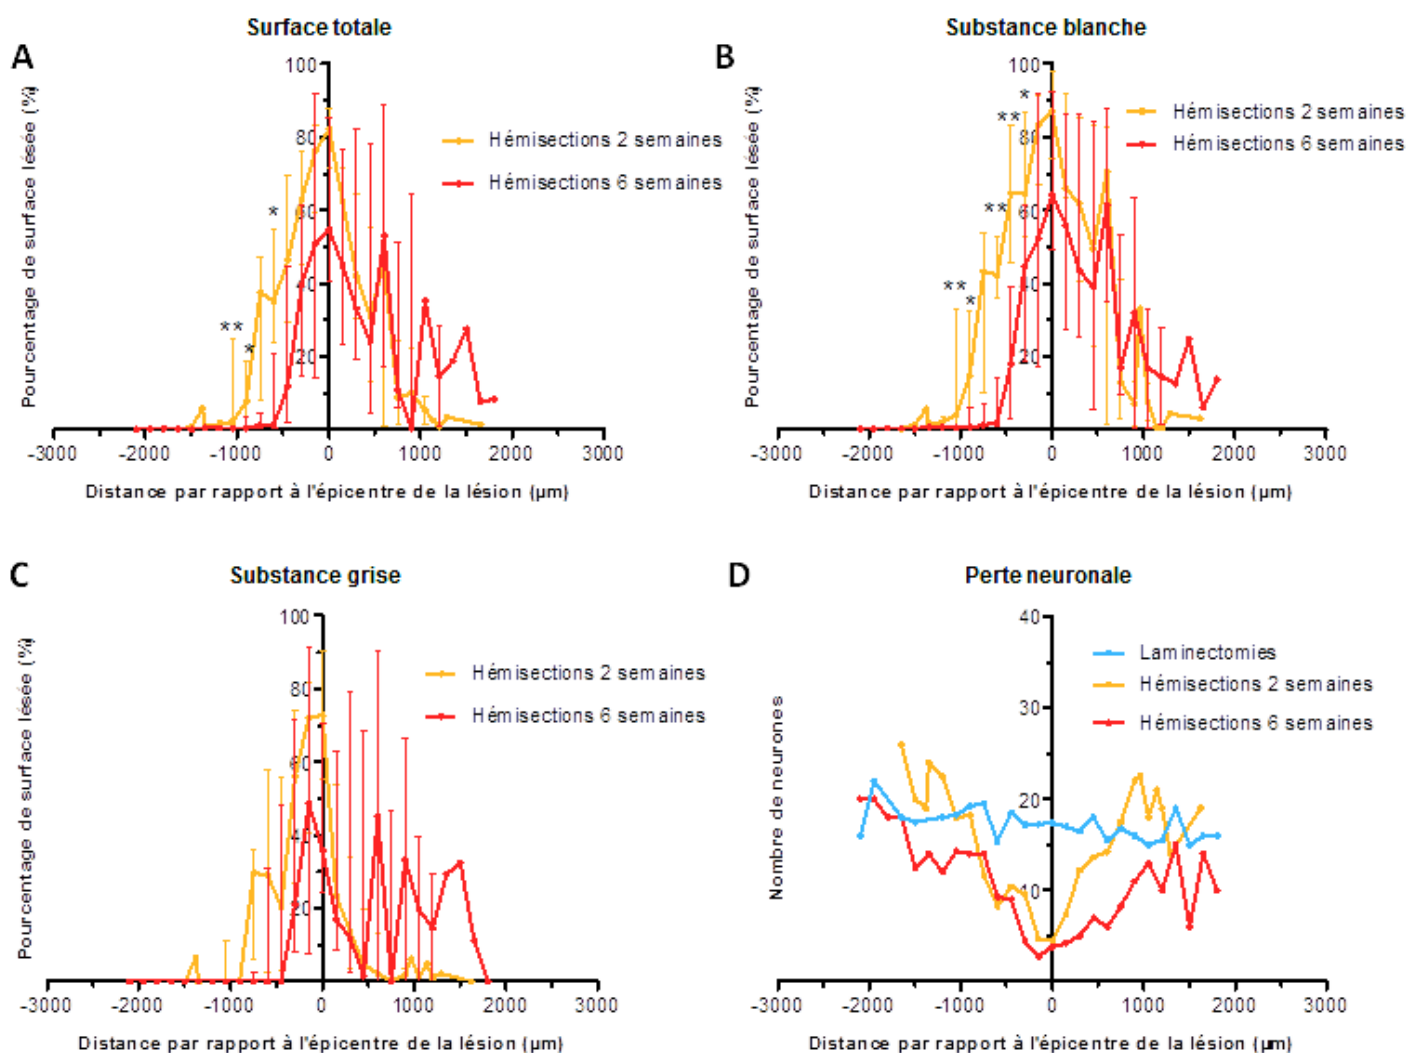 A
Surface totale
Pourcentage de surface lésée (%)
100
80
60
40
20
**
*
*
Hémisections 2 semaines
Hémisections 6 semaines
-3000 -2000 -1000 0 1000 2000 3000
Distance par rapport à l'épicentre de la lésion (µm)
B
Substance blanche
Pourcentage de surface lésée (%)
100
80
60
40
20
**
*
**
**
*
Hémisections 2 semaines
Hémisections 6 semaines
-3000 -2000 -1000 0 1000 2000 3000
Distance par rapport à l'épicentre de la lésion (µm)
C
Substance grise
Pourcentage de surface lésée (%)
100
80
60
40
20
Hémisections 2 semaines
Hémisections 6 semaines
-3000 -2000 -1000 0 1000 2000 3000
Distance par rapport à l'épicentre de la lésion (µm)
D
Perte neuronale
Nombre de neurones
40
30
20
10
Laminectomies
Hémisections 2 semaines
Hémisections 6 semaines
-3000 -2000 -1000 0 1000 2000 3000
Distance par rapport à l'épicentre de la lésion (µm)